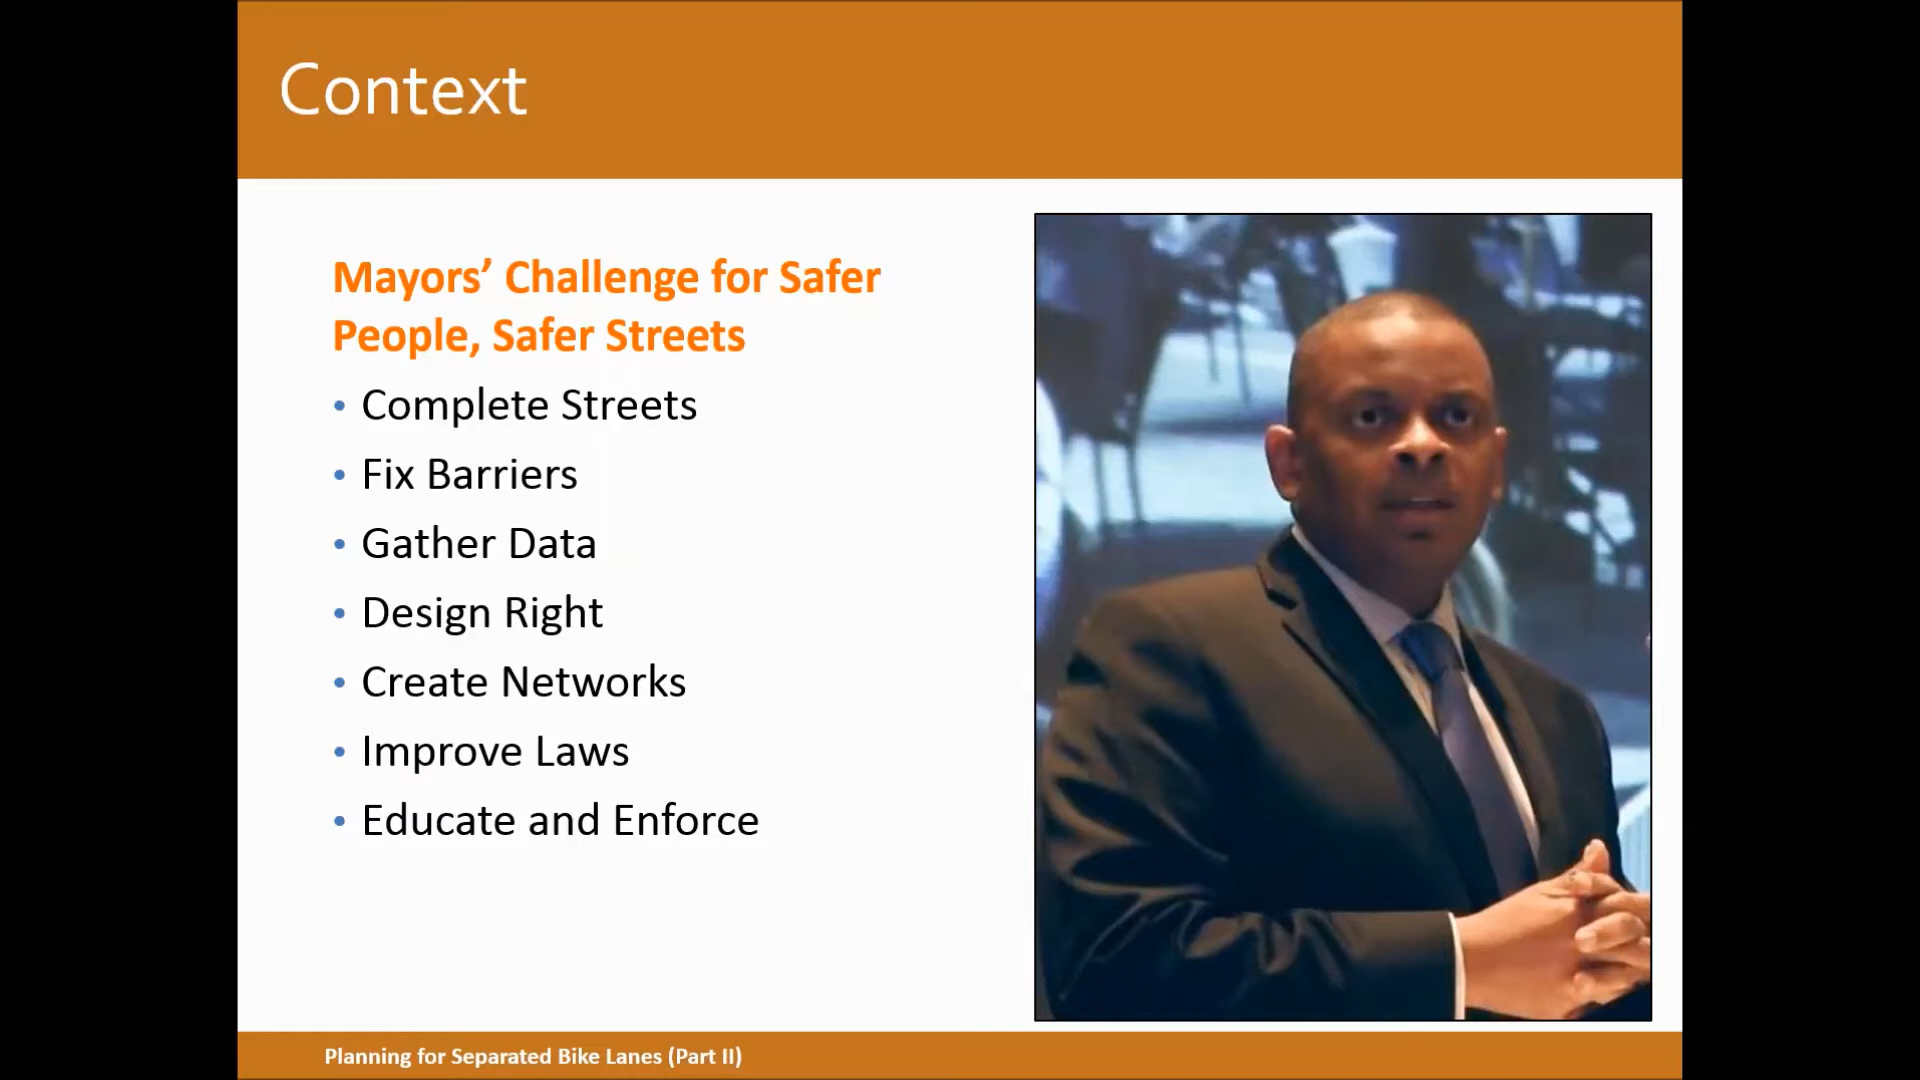 Context
Mayors’ Challenge for Safer
People, Safer Streets
• Complete Streets
• Fix Barriers
• Gather Data
• Design Right
• Create Networks
• Improve Laws
• Educate and Enforce
Planning for Separated Bike Lanes (Part II)